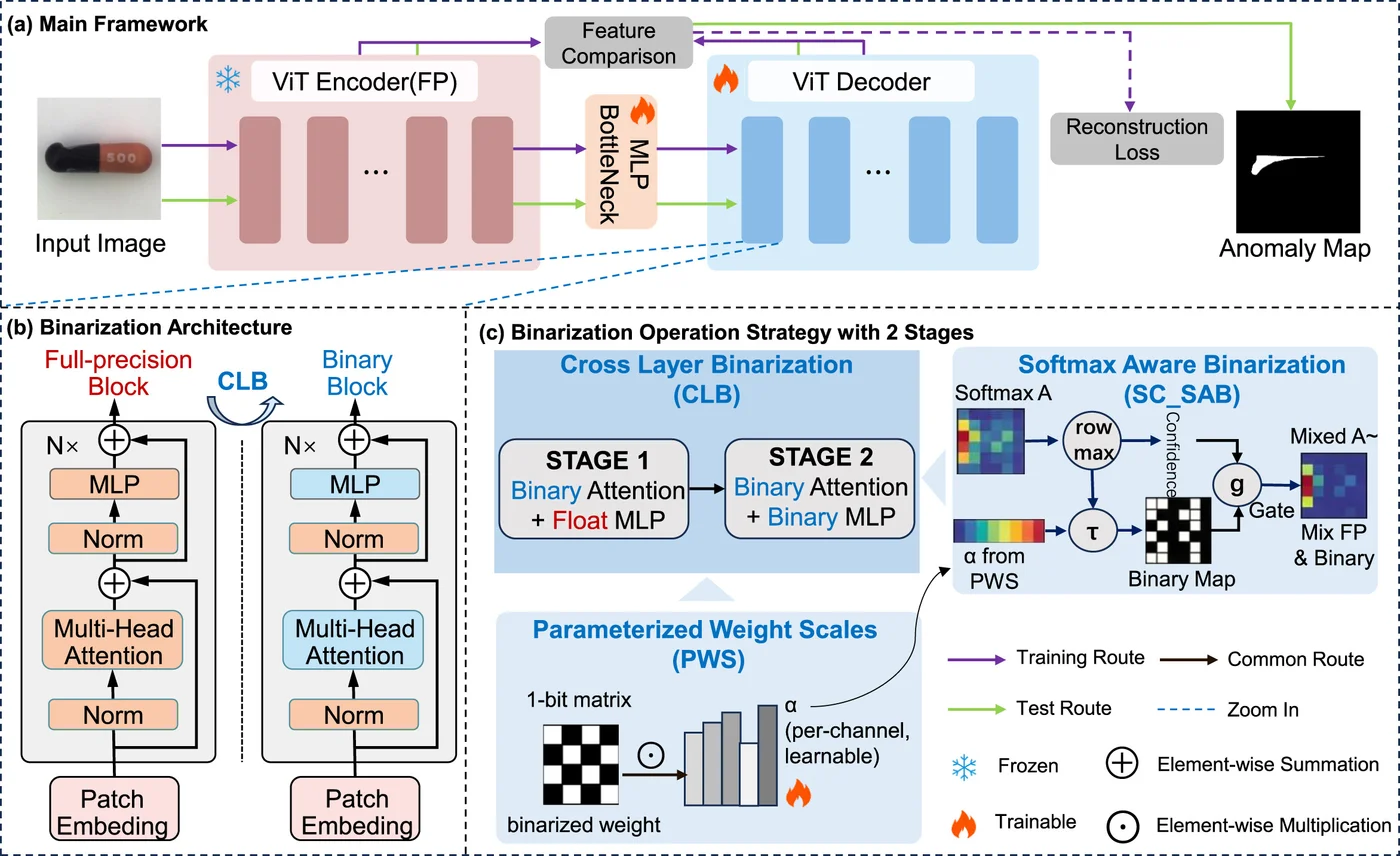 (a) Main Framework
Feature
Comparison
ViT Encoder(FP)
ViT Decoder
500
MLP
BottleNeck
...
...
Reconstruction
Loss
Input Image
Anomaly Map
(b) Binarization Architecture
Full-precision
Block
CLB
Binary
Block
N×
MLP
Norm
Multi-Head
Attention
Norm
Patch
Embeding
N×
MLP
Norm
Multi-Head
Attention
Norm
Patch
Embeding
(c) Binarization Operation Strategy with 2 Stages
Cross Layer Binarization
(CLB)
STAGE 1
Binary Attention
+ Float MLP
STAGE 2
Binary Attention
+ Binary MLP
Softmax Aware Binarization
(SC_SAB)
Softmax A
row
max
Confidence
Mixed A~
g
Gate
τ
α from
PWS
Binary Map
Mix FP
& Binary
Parameterized Weight Scales
(PWS)
1-bit matrix
binarized weight
α
(per-channel,
learnable)
Training Route
Common Route
Test Route
Zoom In
Frozen
Element-wise Summation
Trainable
Element-wise Multiplication